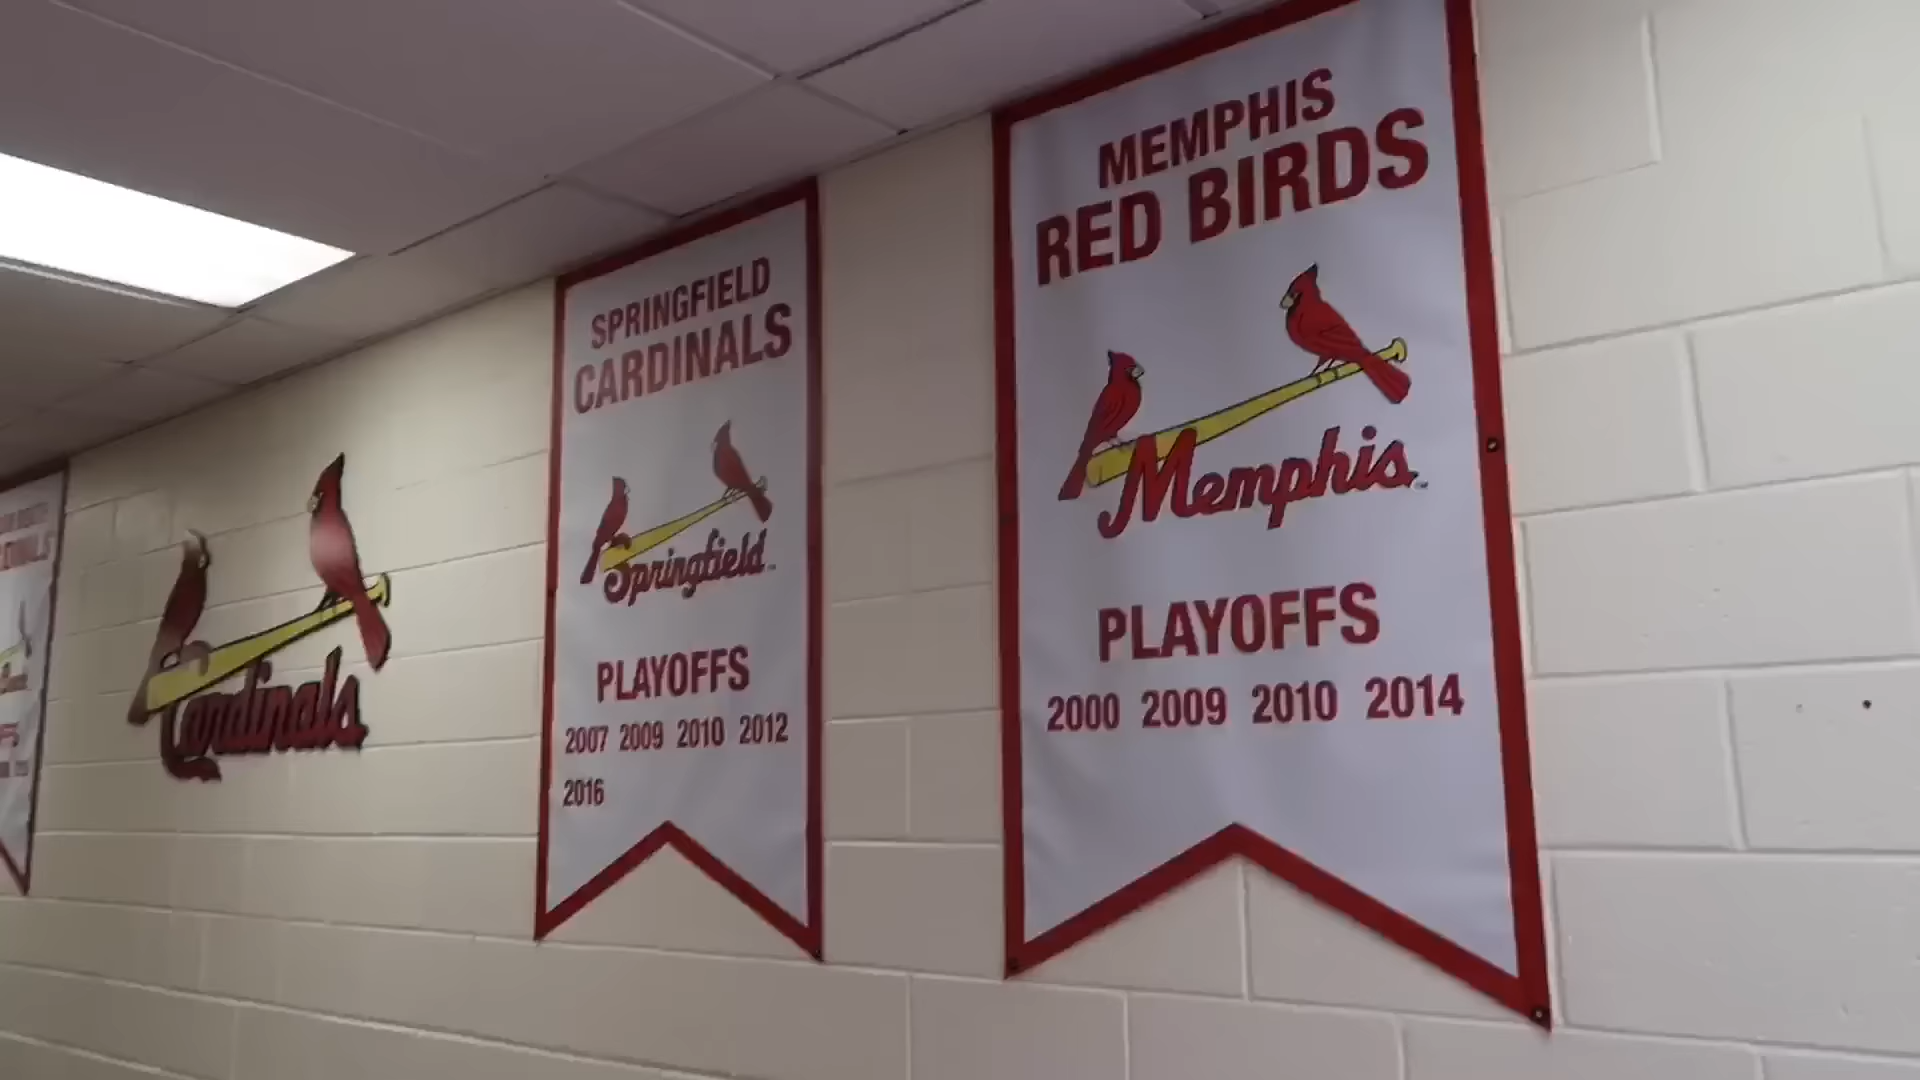 Cardinals
SPRINGFIELD
CARDINALS
Springfield
PLAYOFFS
2007 2009 2010 2012
2016
MEMPHIS
RED BIRDS
Memphis
PLAYOFFS
2000 2009 2010 2014